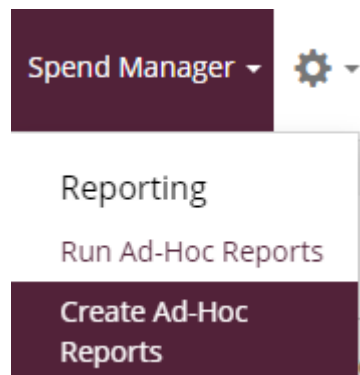 Spend Manager
Reporting
Run Ad-Hoc Reports
Create Ad-Hoc
Reports